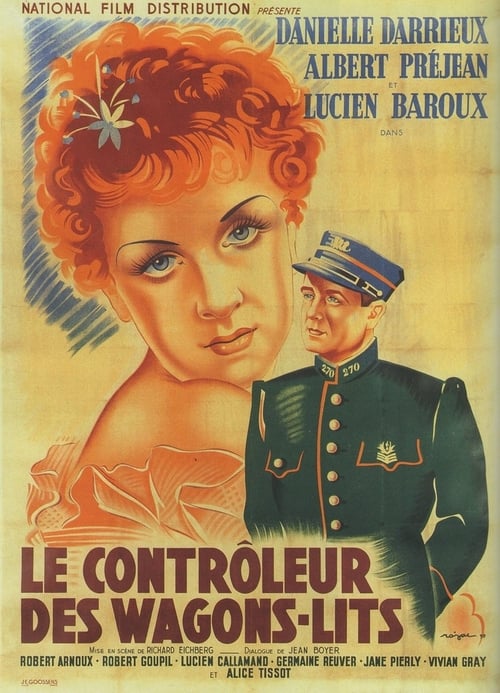 NATIONAL FILM DISTRIBUTION PRÉSENTE
DANIELLE DARRIEUX
ALBERT PRÉJEAN
ET
LUCIEN BAROUX
DANS
270 270
LE CONTRÔLEUR
DES WAGONS-LITS
MISE EN SCÈNE DE RICHARD EICHBERG DIALOGUE DE JEAN BOYER
ROBERT ARNOUX · ROBERT GOUPIL · LUCIEN CALLAMAND · GERMAINE REUVER · JANE PIERLY · VIVIAN GRAY
ET ALICE TISSOT